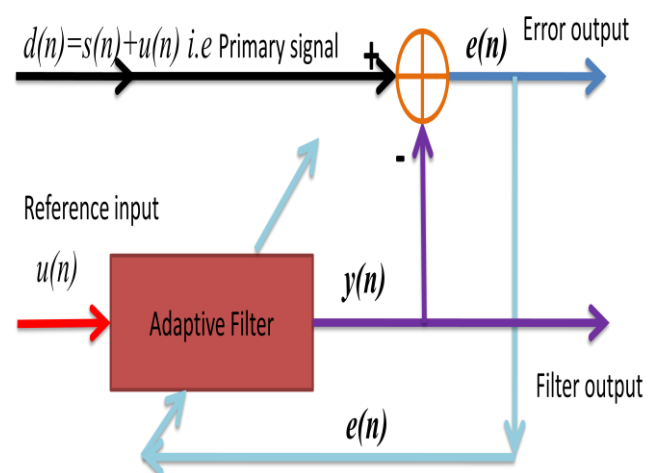 d(n)=s(n)+u(n) i.e Primary signal
+
e(n)
Error output
-
Reference input
u(n)
Adaptive Filter
y(n)
Filter output
e(n)